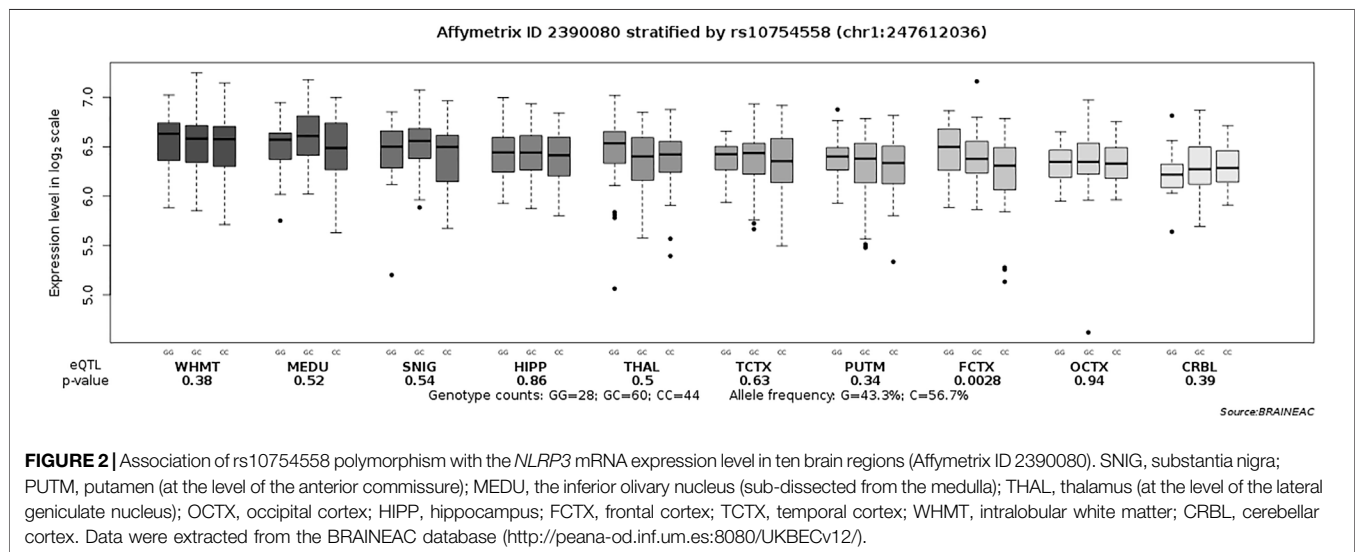 Affymetrix ID 2390080 stratified by rs10754558 (chr1:247612036)
Expression level in log2 scale
7.0
6.5
6.0
5.5
5.0
GG GC CC GG GC CC GG GC CC GG GC CC GG GC CC GG GC CC GG GC CC GG GC CC GG GC CC GG GC CC
eQTL WHMT MEDU SNIG HIPP THAL TCTX PUTM FCTX OCTX CRBL
p-value 0.38 0.52 0.54 0.86 0.5 0.63 0.34 0.0028 0.94 0.39
Genotype counts: GG=28; GC=60; CC=44 Allele frequency: G=43.3%; C=56.7%
Source:BRAINEAC
FIGURE 2 | Association of rs10754558 polymorphism with the NLRP3 mRNA expression level in ten brain regions (Affymetrix ID 2390080). SNIG, substantia nigra;
PUTM, putamen (at the level of the anterior commissure); MEDU, the inferior olivary nucleus (sub-dissected from the medulla); THAL, thalamus (at the level of the lateral
geniculate nucleus); OCTX, occipital cortex; HIPP, hippocampus; FCTX, frontal cortex; TCTX, temporal cortex; WHMT, intralobular white matter; CRBL, cerebellar
cortex. Data were extracted from the BRAINEAC database (http://peana-od.inf.um.es:8080/UKBECv12/).